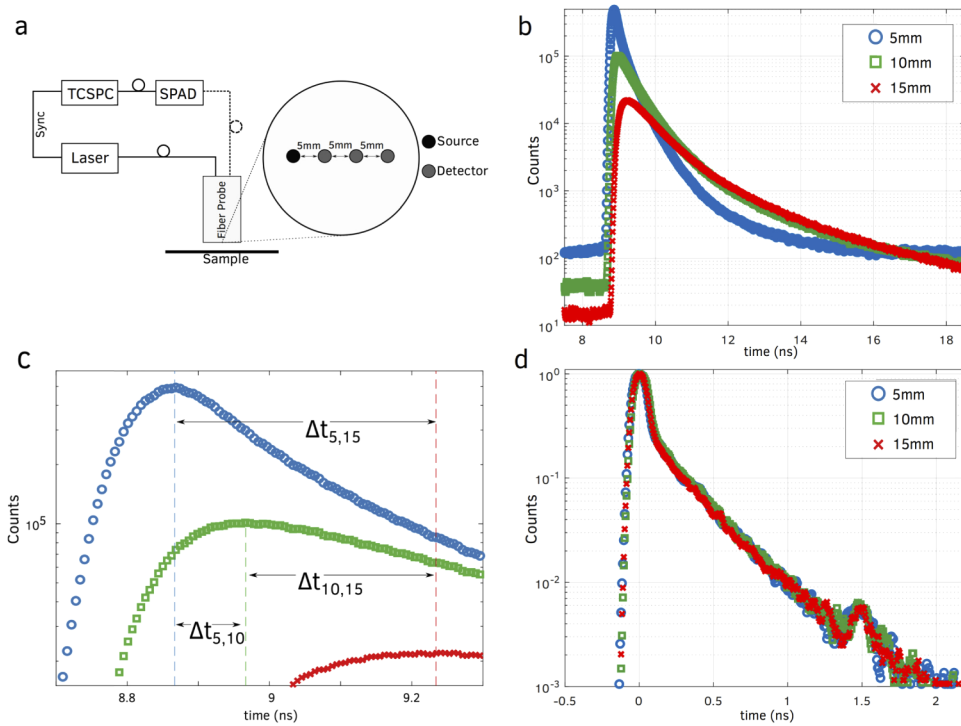 a
TCSPC
SPAD
Sync
Laser
Fiber Probe
Sample
5mm
5mm
5mm
Source
Detector
b
5mm
10mm
15mm
Counts
10^5
10^4
10^3
10^2
10^1
8
10
12
14
16
18
time (ns)
c
Δt5,15
Δt10,15
Δt5,10
Counts
10^5
8.8
9
9.2
time (ns)
d
5mm
10mm
15mm
Counts
10^0
10^-1
10^-2
10^-3
-0.5
0
0.5
1
1.5
2
time (ns)